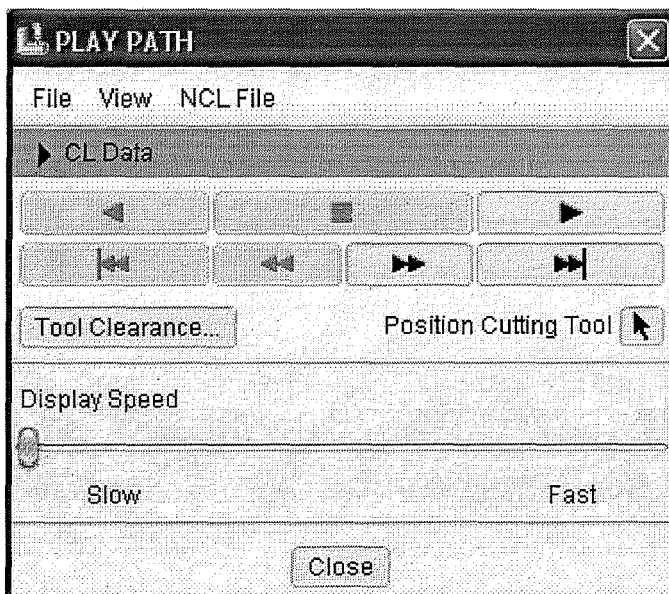 PLAY PATH
File View NCL File
CL Data
Tool Clearance... Position Cutting Tool
Display Speed
Slow Fast
Close